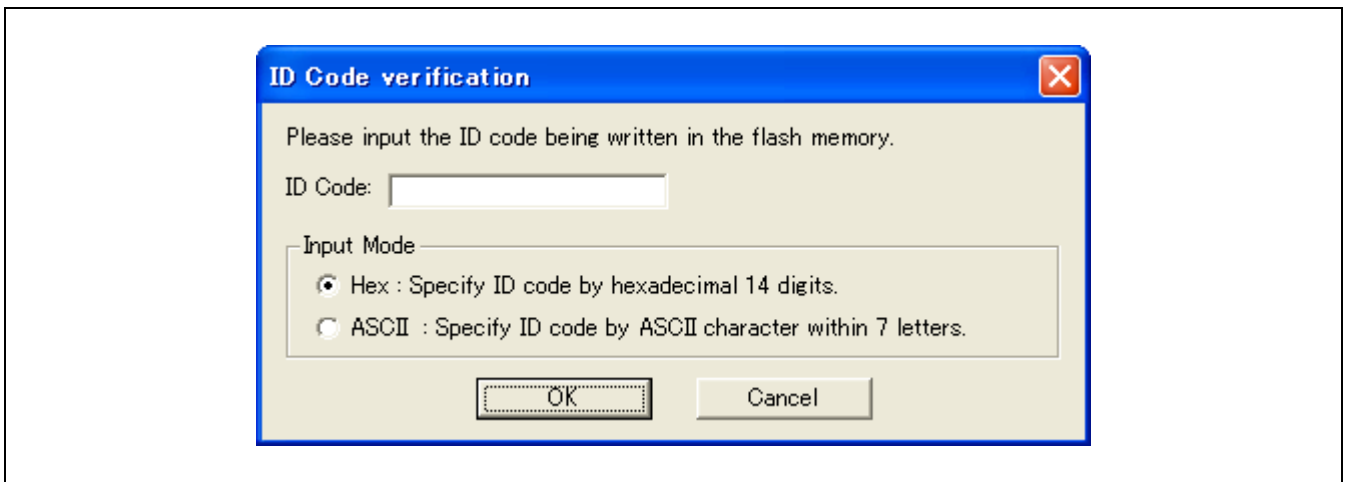 ID Code verification
Please input the ID code being written in the flash memory.
ID Code:
Input Mode
Hex : Specify ID code by hexadecimal 14 digits.
ASCII : Specify ID code by ASCII character within 7 letters.
OK Cancel